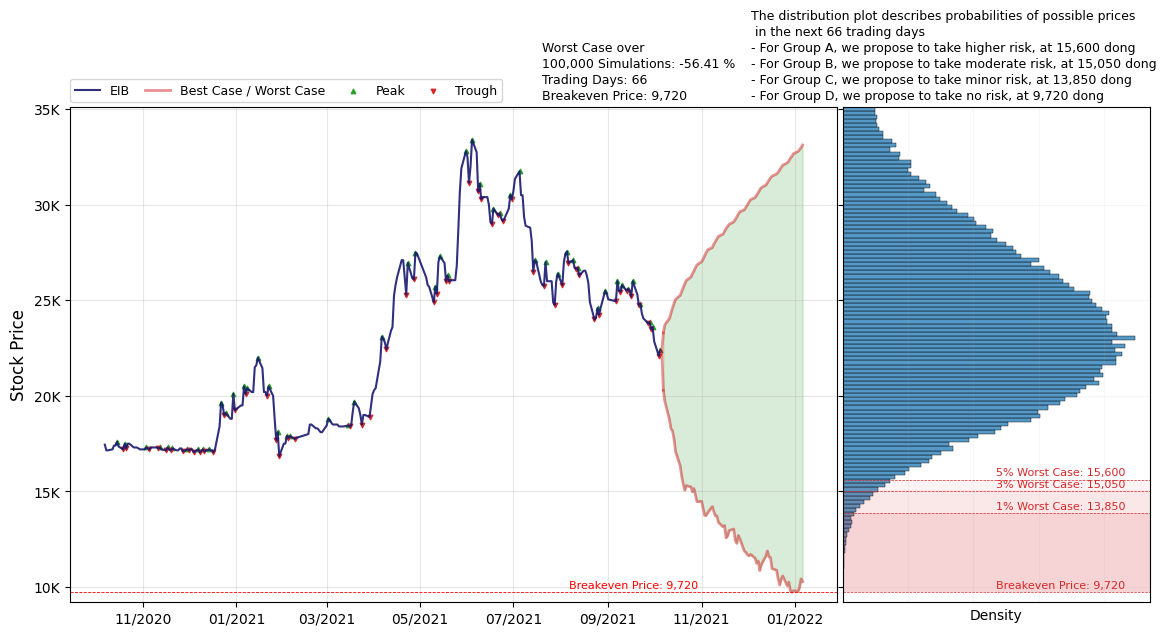 The distribution plot describes probabilities of possible prices
in the next 66 trading days
- For Group A, we propose to take higher risk, at 15,600 dong
- For Group B, we propose to take moderate risk, at 15,050 dong
- For Group C, we propose to take minor risk, at 13,850 dong
- For Group D, we propose to take no risk, at 9,720 dong
Worst Case over
100,000 Simulations: -56.41 %
Trading Days: 66
Breakeven Price: 9,720
EIB
Best Case / Worst Case
Peak
Trough
Stock Price
35K
30K
25K
20K
15K
10K
Breakeven Price: 9,720
11/2020
01/2021
03/2021
05/2021
07/2021
09/2021
11/2021
01/2022
5% Worst Case: 15,600
3% Worst Case: 15,050
1% Worst Case: 13,850
Breakeven Price: 9,720
Density